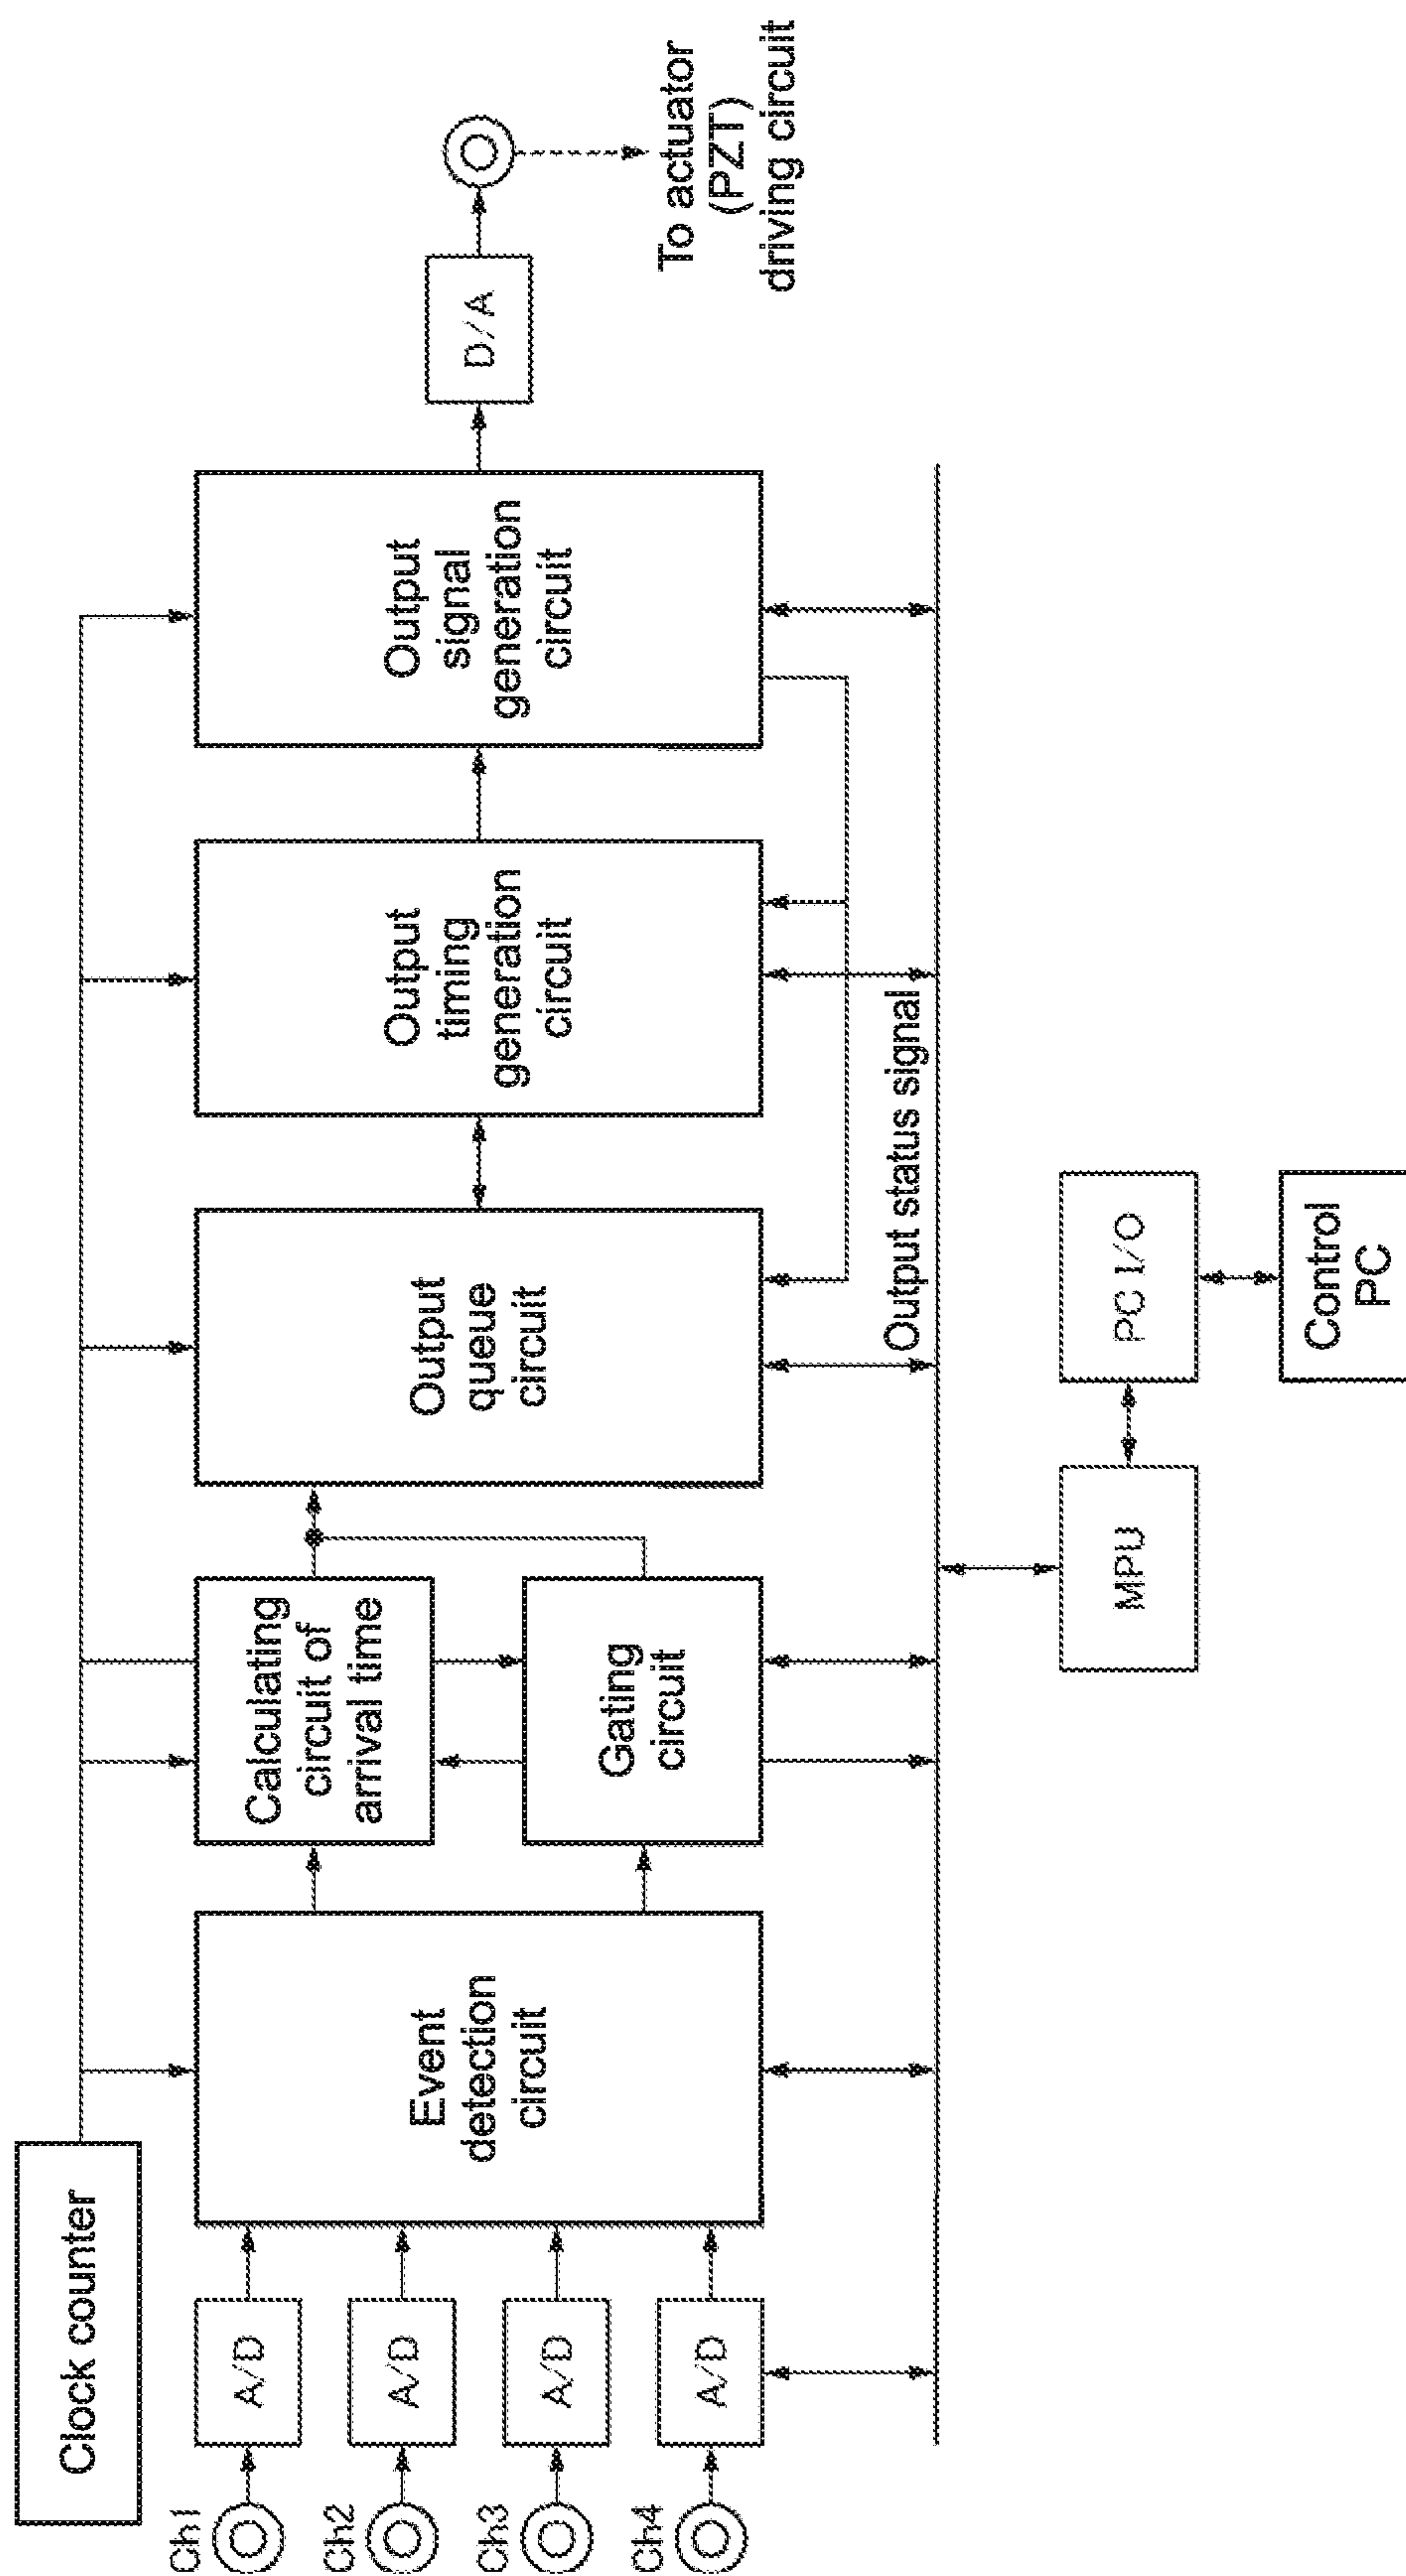 Clock counter
Ch1
Ch2
Ch3
Ch4
A/D
A/D
A/D
A/D
Event
detection
circuit
Calculating
circuit of
arrival time
Gating
circuit
Output
queue
circuit
Output
timing
generation
circuit
Output
signal
generation
circuit
D/A
To actuator
(PZT)
driving circuit
Output status signal
MPU
PC I/O
Control
PC